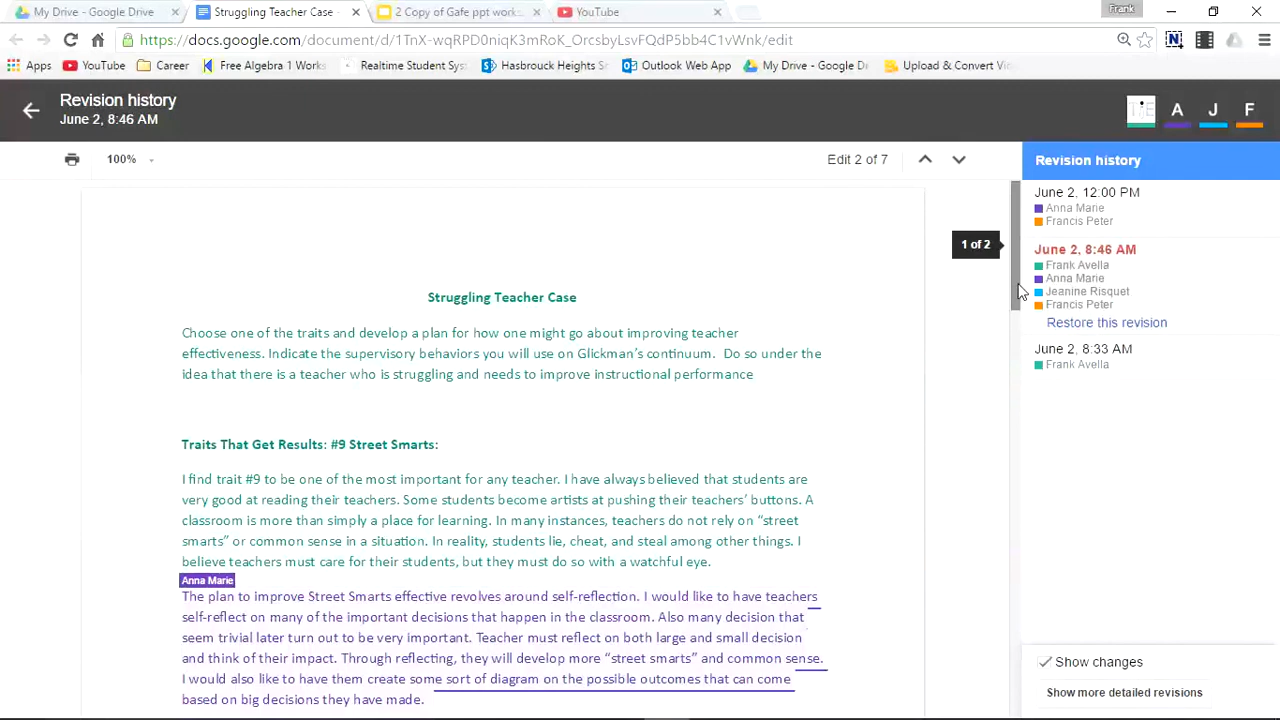 My Drive - Google Drive
Struggling Teacher Case -
2 Copy of Gafe ppt works
YouTube
Frank
https://docs.google.com/document/d/1TnX-wqRPD0niqK3mRoK_OrcsbyLsvFQdP5bb4C1vWnk/edit
Apps
YouTube
Career
Free Algebra 1 Works
Realtime Student Sys
Hasbrouck Heights S
Outlook Web App
My Drive - Google D
Upload & Convert Vi
Revision history
June 2, 8:46 AM
TJE
A
J
F
100%
Edit 2 of 7
Revision history
June 2, 12:00 PM
Anna Marie
Francis Peter
1 of 2
June 2, 8:46 AM
Frank Avella
Anna Marie
Jeanine Risquet
Francis Peter
Restore this revision
June 2, 8:33 AM
Frank Avella
Struggling Teacher Case
Choose one of the traits and develop a plan for how one might go about improving teacher
effectiveness. Indicate the supervisory behaviors you will use on Glickman's continuum.  Do so under the
idea that there is a teacher who is struggling and needs to improve instructional performance
Traits That Get Results: #9 Street Smarts:
I find trait #9 to be one of the most important for any teacher. I have always believed that students are
very good at reading their teachers. Some students become artists at pushing their teachers' buttons. A
classroom is more than simply a place for learning. In many instances, teachers do not rely on "street
smarts" or common sense in a situation. In reality, students lie, cheat, and steal among other things. I
believe teachers must care for their students, but they must do so with a watchful eye.
Anna Marie
The plan to improve Street Smarts effective revolves around self-reflection. I would like to have teachers
self-reflect on many of the important decisions that happen in the classroom. Also many decision that
seem trivial later turn out to be very important. Teacher must reflect on both large and small decision
and think of their impact. Through reflecting, they will develop more "street smarts" and common sense.
I would also like to have them create some sort of diagram on the possible outcomes that can come
based on big decisions they have made.
Show changes
Show more detailed revisions